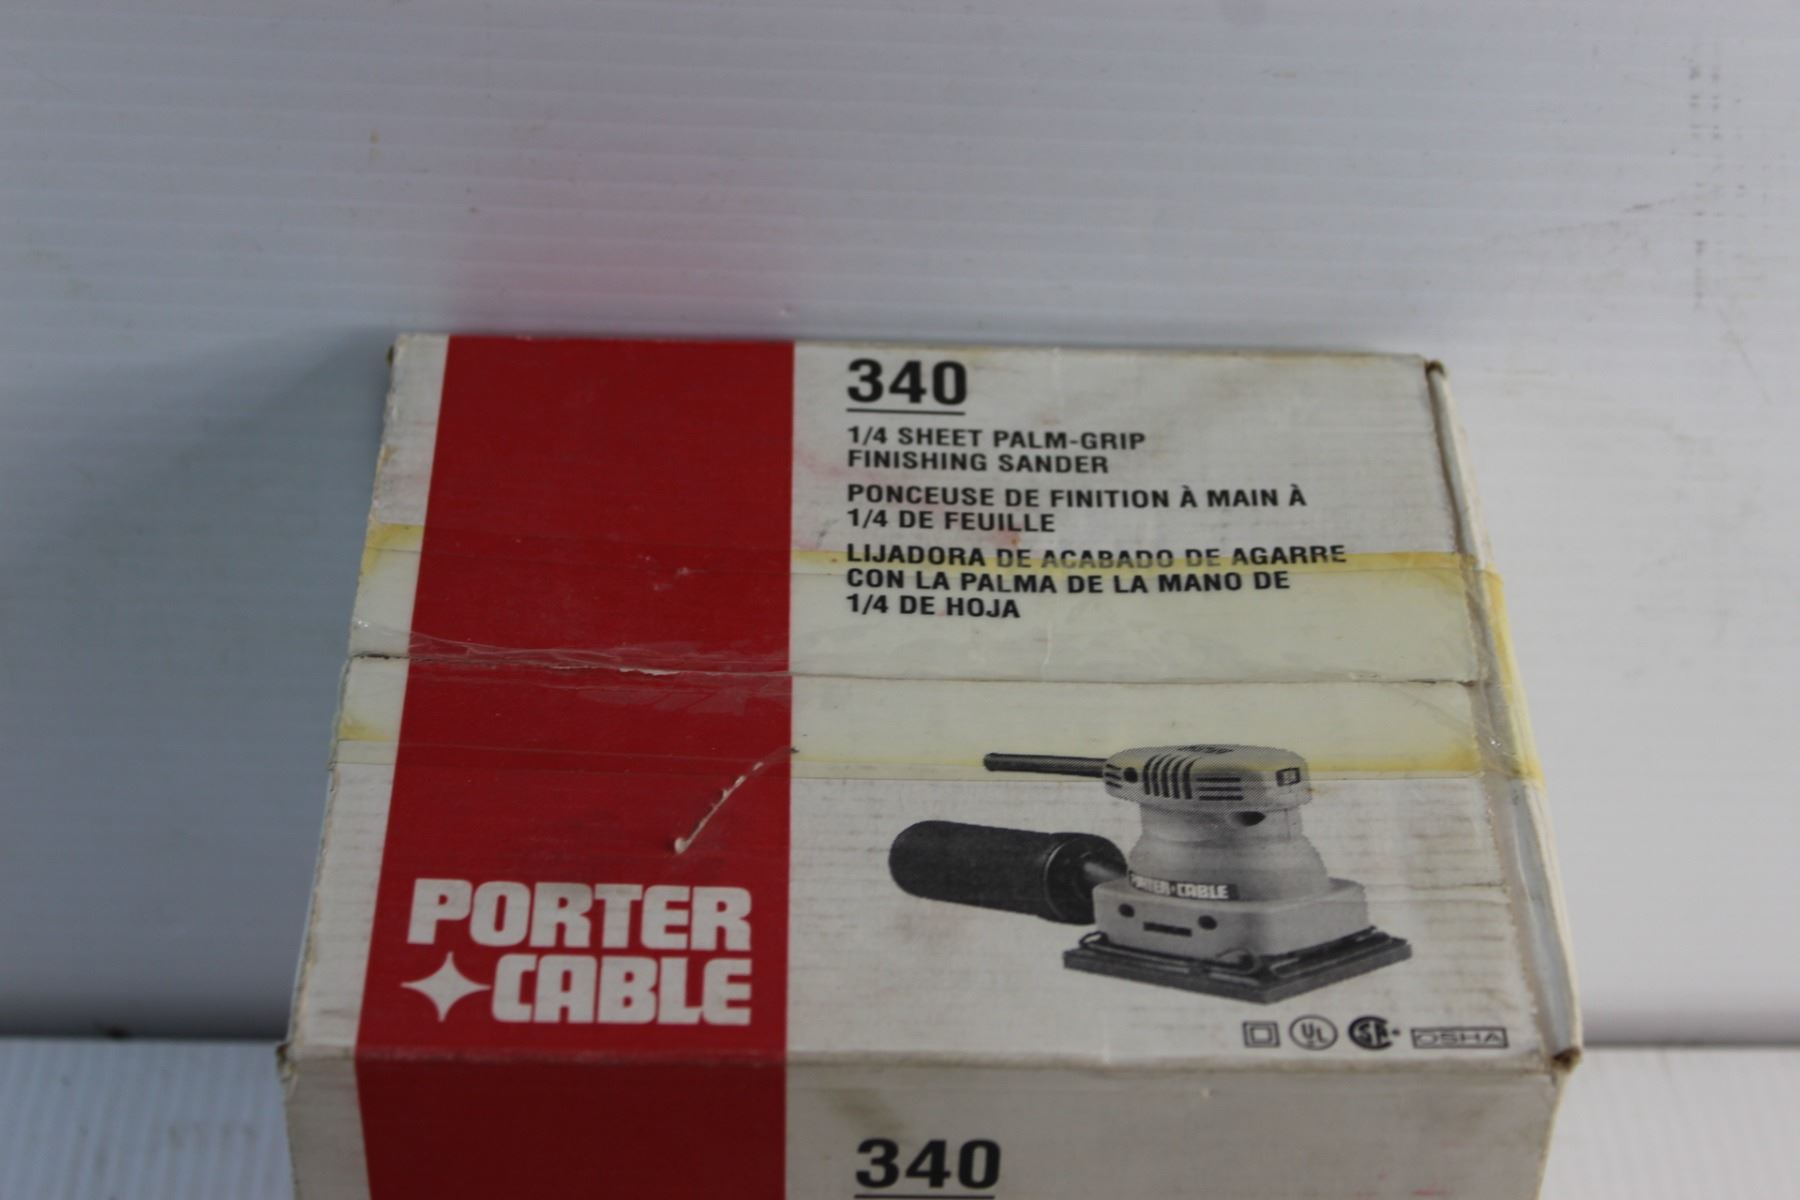 340
1/4 SHEET PALM-GRIP
FINISHING SANDER
PONCEUSE DE FINITION À MAIN À
1/4 DE FEUILLE
LIJADORA DE ACABADO DE AGARRE
CON LA PALMA DE LA MANO DE
1/4 DE HOJA
PORTER
CABLE
PORTER+CABLE
UL
SA
OSHA
340